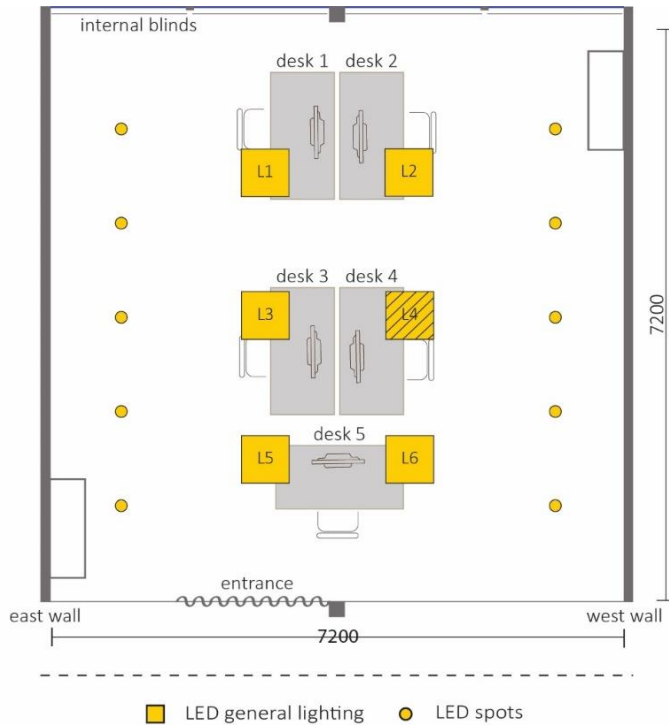 internal blinds
desk 1 desk 2
L1 L2
desk 3 desk 4
L3 L4
7200
desk 5
L5 L6
entrance
east wall west wall
7200
LED general lighting LED spots